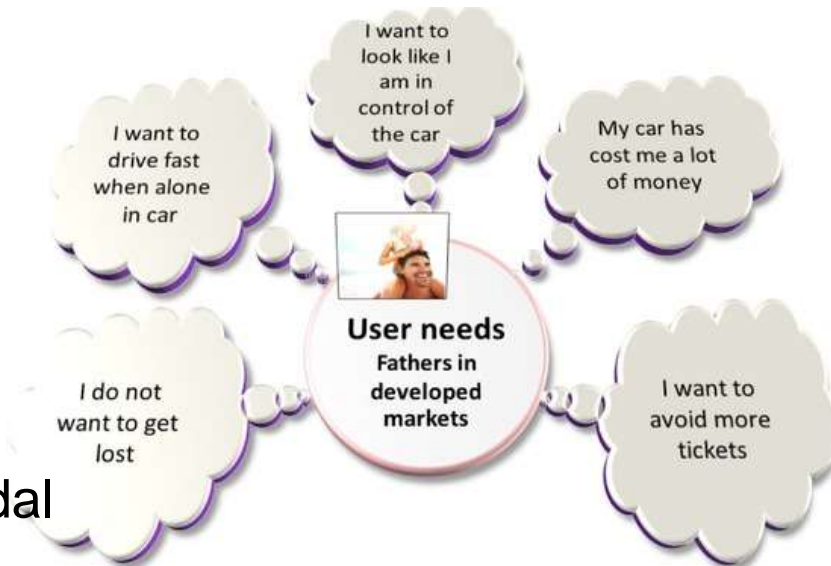 I want to
look like I
am in
control of
the car
I want to
drive fast
when alone
in car
My car has
cost me a lot
of money
User needs
Fathers in
developed
markets
I do not
want to get
lost
I want to
avoid more
tickets
dal